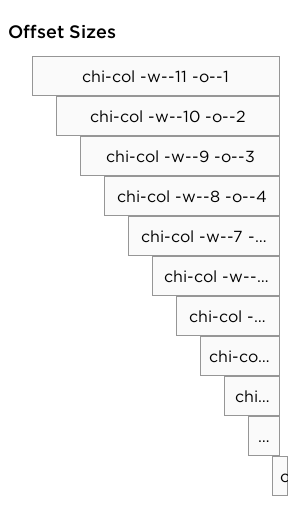 Offset Sizes
chi-col -w--11 -o--1
chi-col -w--10 -o--2
chi-col -w--9 -o--3
chi-col -w--8 -o--4
chi-col -w--7 -...
chi-col -w--...
chi-col -...
chi-co...
chi...
...
c